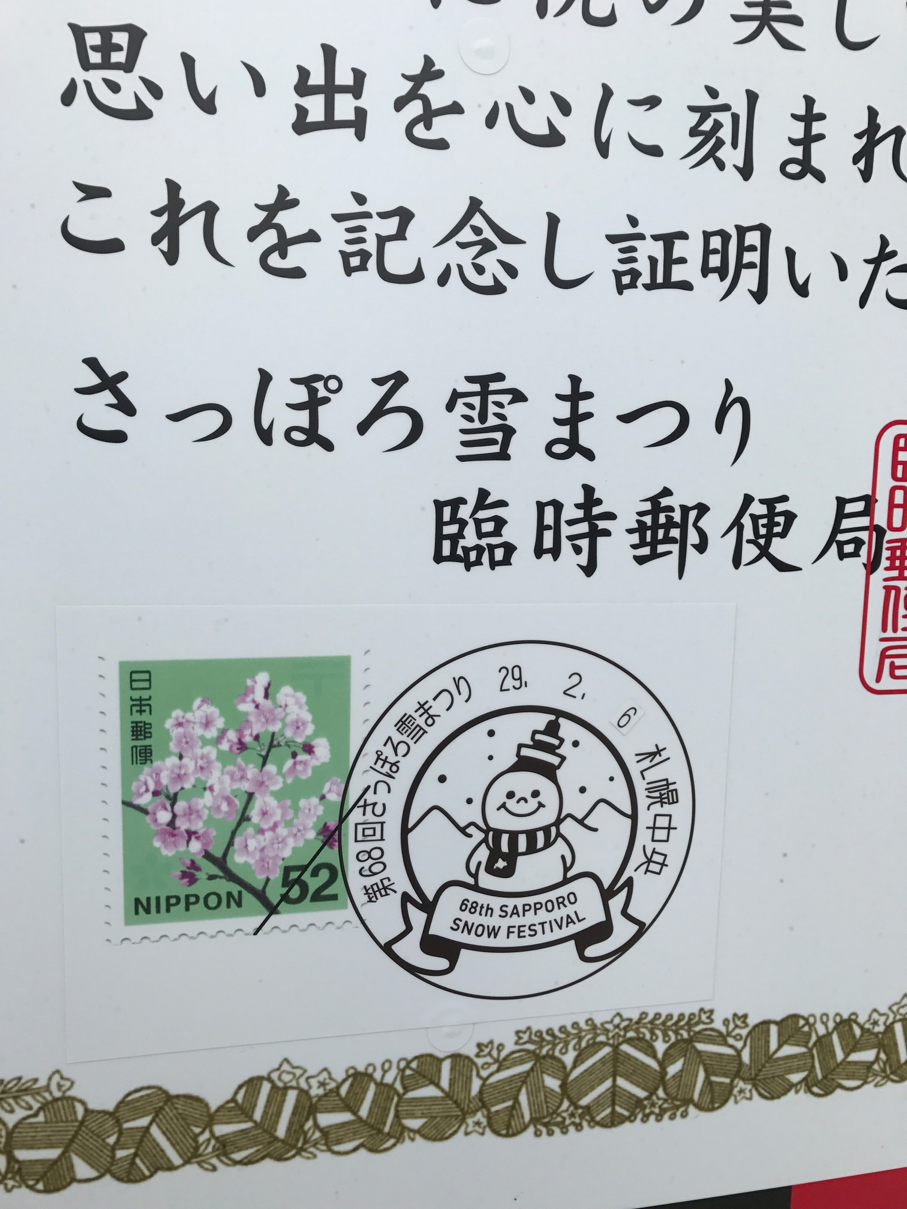 思い出を心に刻まれ
これを記念し証明いた
さっぽろ雪まつり
臨時郵便局
日本郵便
NIPPON 52
第68回さっぽろ雪まつり 29. 2. 6 札幌中央
68th SAPPORO
SNOW FESTIVAL